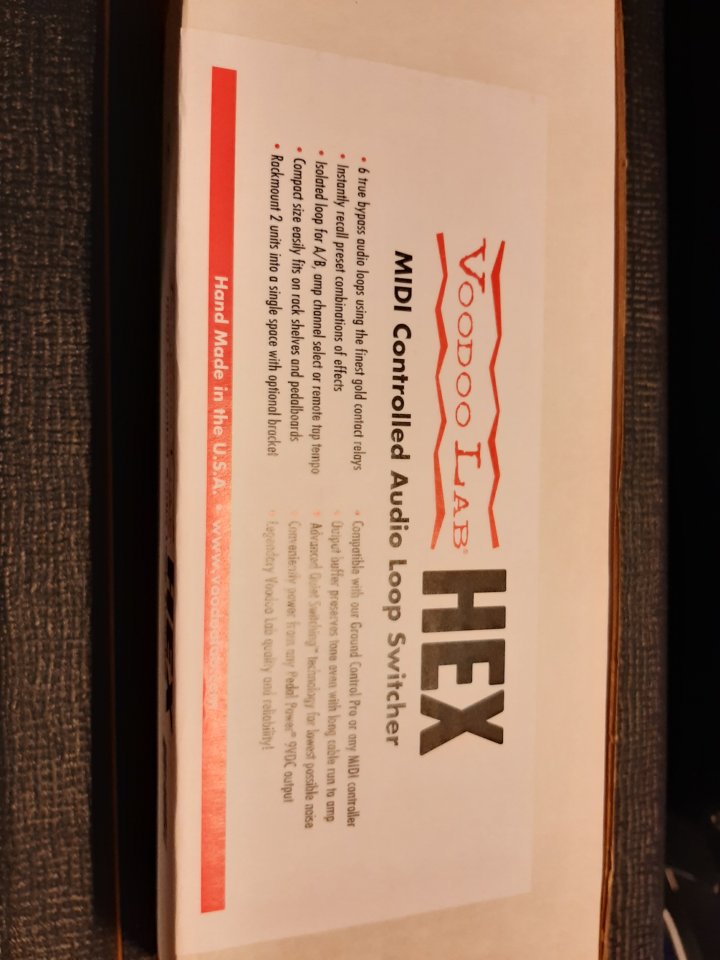 VOODOO LAB® HEX
MIDI Controlled Audio Loop Switcher
• 6 true bypass audio loops using the finest gold contact relays
• Instantly recall preset combinations of effects
• Isolated loop for A/B, amp channel select or remote tap tempo
• Compact size easily fits on rack shelves and pedalboards
• Rackmount 2 units into a single space with optional bracket
• Compatible with our Ground Control Pro or any MIDI controller
• Output buffer preserves tone even with long cable run to amp
• Advanced Quiet Switching™ technology for lowest possible noise
• Conveniently power from any Pedal Power® 9VDC output
• Legendary Voodoo Lab quality and reliability!
Hand Made in the U.S.A. • www.voodoolab.com